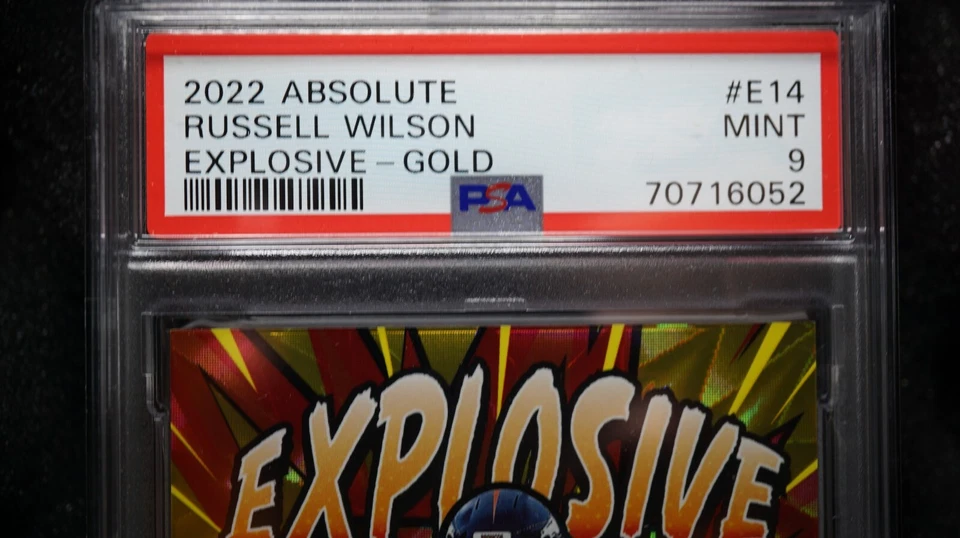 2022 ABSOLUTE #E14
RUSSELL WILSON MINT
EXPLOSIVE – GOLD 9
PSA 70716052
EXPLOSIVE